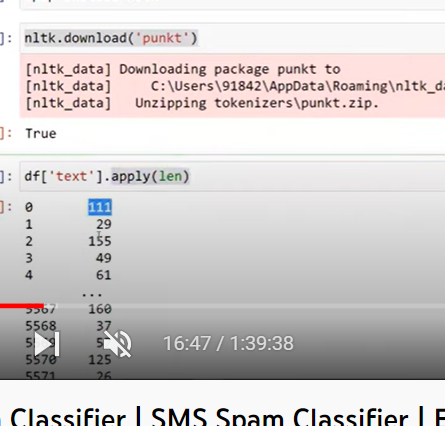 ]: nltk.download('punkt')
[nltk_data] Downloading package punkt to
[nltk_data]     C:\Users\91842\AppData\Roaming\nltk_da
[nltk_data]   Unzipping tokenizers\punkt.zip.
]: True
]: df['text'].apply(len)
]: 0       111
1        29
2       155
3        49
4        61
...
5567    160
5568     37
5570    125
5571     26
16:47 / 1:39:38
Classifier | SMS Spam Classifier |